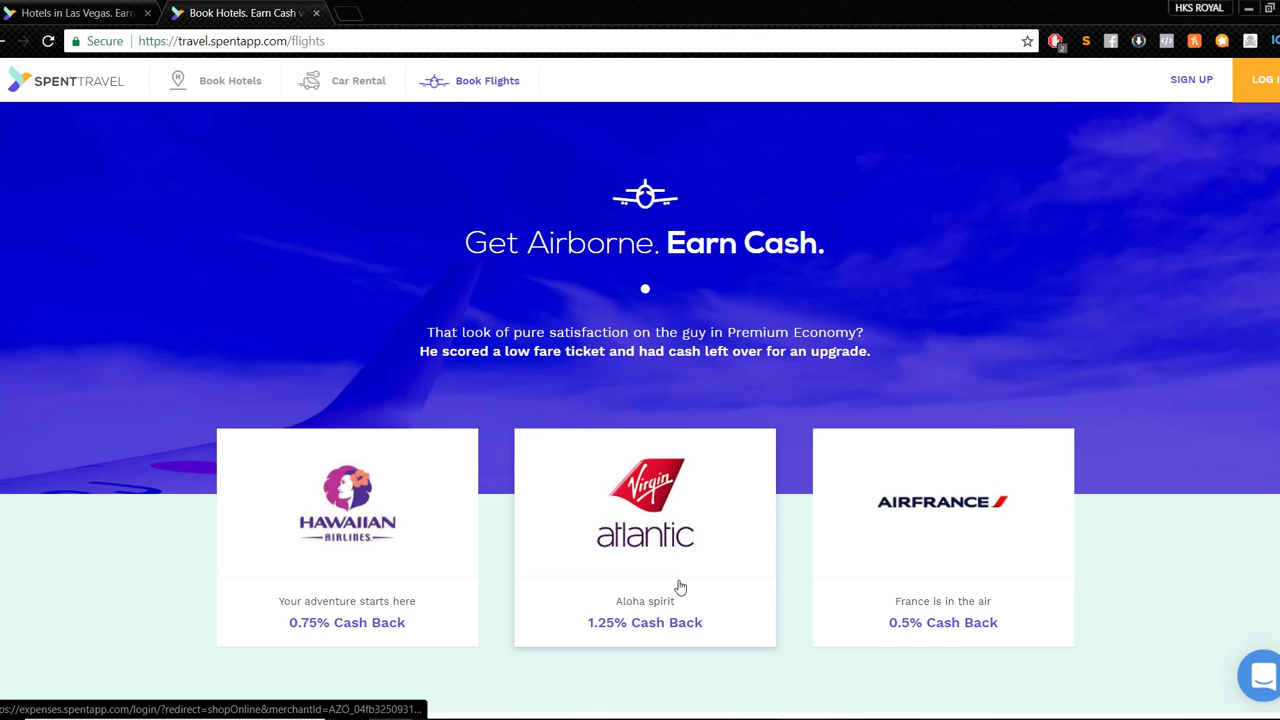 HKS ROYAL
Hotels in Las Vegas. Earn
Book Hotels. Earn Cash
Secure
https://travel.spentapp.com/flights
SPENTTRAVEL
Book Hotels
Car Rental
Book Flights
SIGN UP
LOG
Get Airborne. Earn Cash.
That look of pure satisfaction on the guy in Premium Economy?
He scored a low fare ticket and had cash left over for an upgrade.
HAWAIIAN
AIRLINES
Virgin
atlantic
AIRFRANCE
Your adventure starts here
Aloha spirit
France is in the air
0.75% Cash Back
1.25% Cash Back
0.5% Cash Back
ps://expenses.spentapp.com/login/?redirect=shopOnline&merchantId=AZO_04fb3250931...